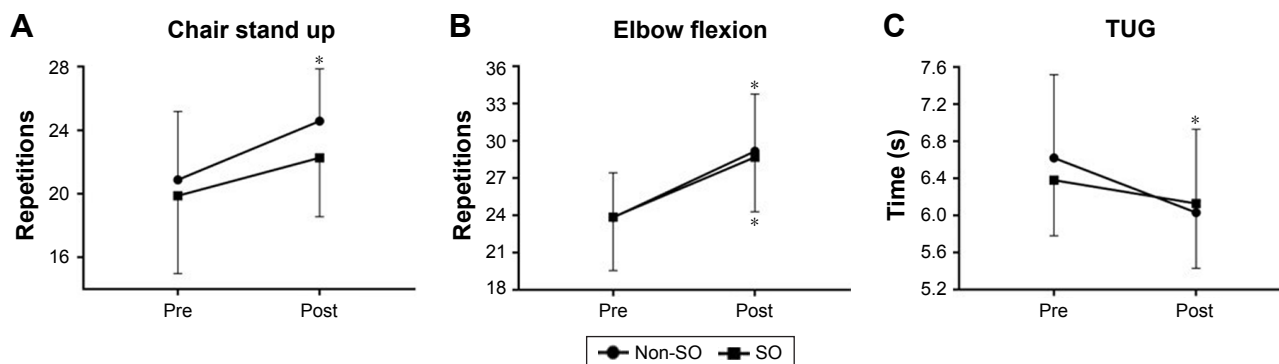 A Chair stand up
Repetitions
28
24
20
16
*
Pre Post
B Elbow flexion
Repetitions
36
33
30
27
24
21
18
*
*
Pre Post
C TUG
Time (s)
7.6
7.2
6.8
6.4
6.0
5.6
5.2
*
Pre Post
Non-SO SO